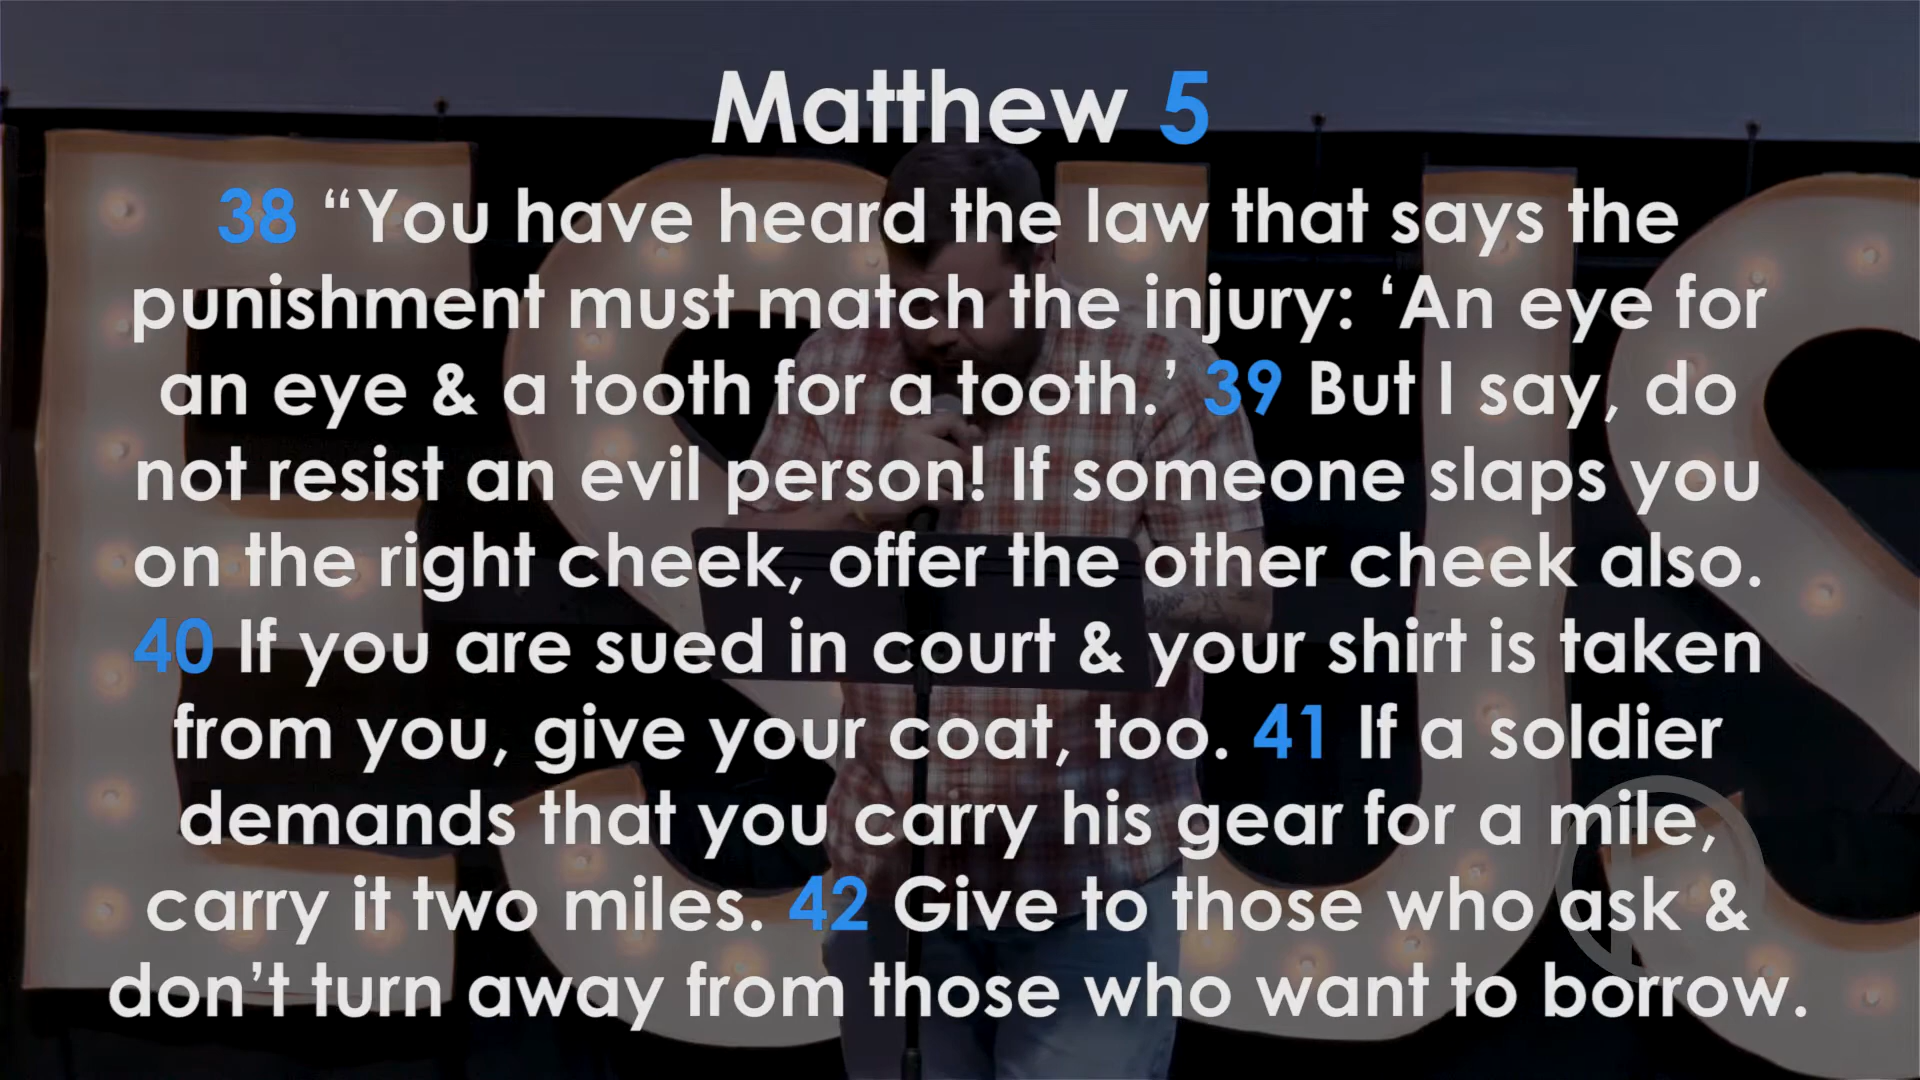 Matthew 5
38 “You have heard the law that says the
punishment must match the injury: ‘An eye for
an eye & a tooth for a tooth.’ 39 But I say, do
not resist an evil person! If someone slaps you
on the right cheek, offer the other cheek also.
40 If you are sued in court & your shirt is taken
from you, give your coat, too. 41 If a soldier
demands that you carry his gear for a mile,
carry it two miles. 42 Give to those who ask &
don’t turn away from those who want to borrow.
ESUS